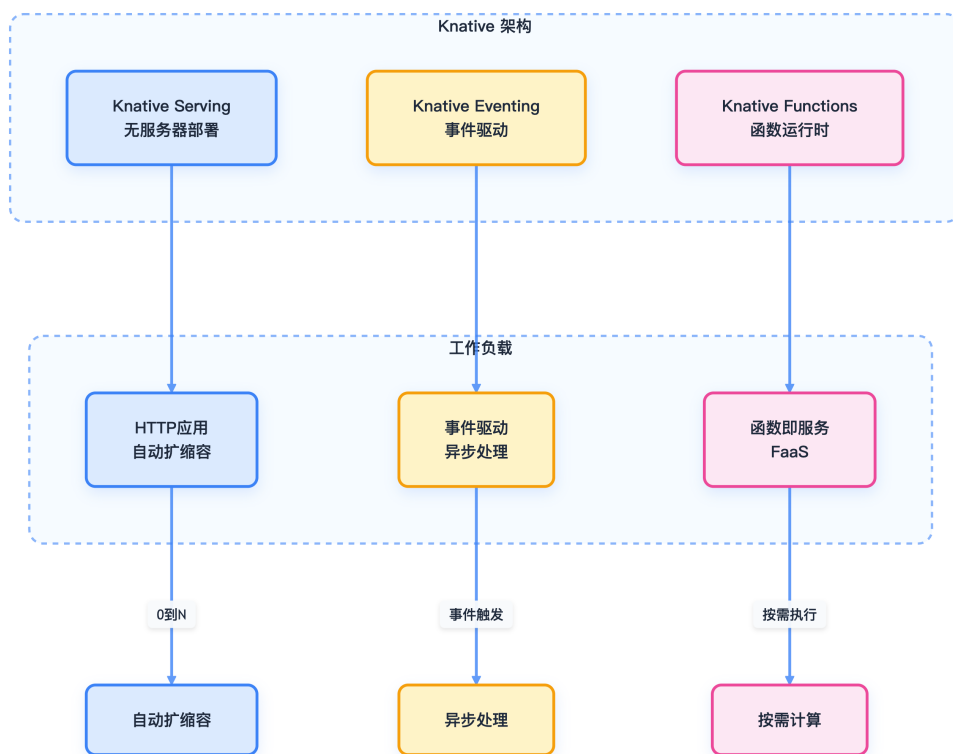 Knative 架构
Knative Serving
无服务器部署
Knative Eventing
事件驱动
Knative Functions
函数运行时
工作负载
HTTP应用
自动扩缩容
事件驱动
异步处理
函数即服务
FaaS
0到N
事件触发
按需执行
自动扩缩容
异步处理
按需计算